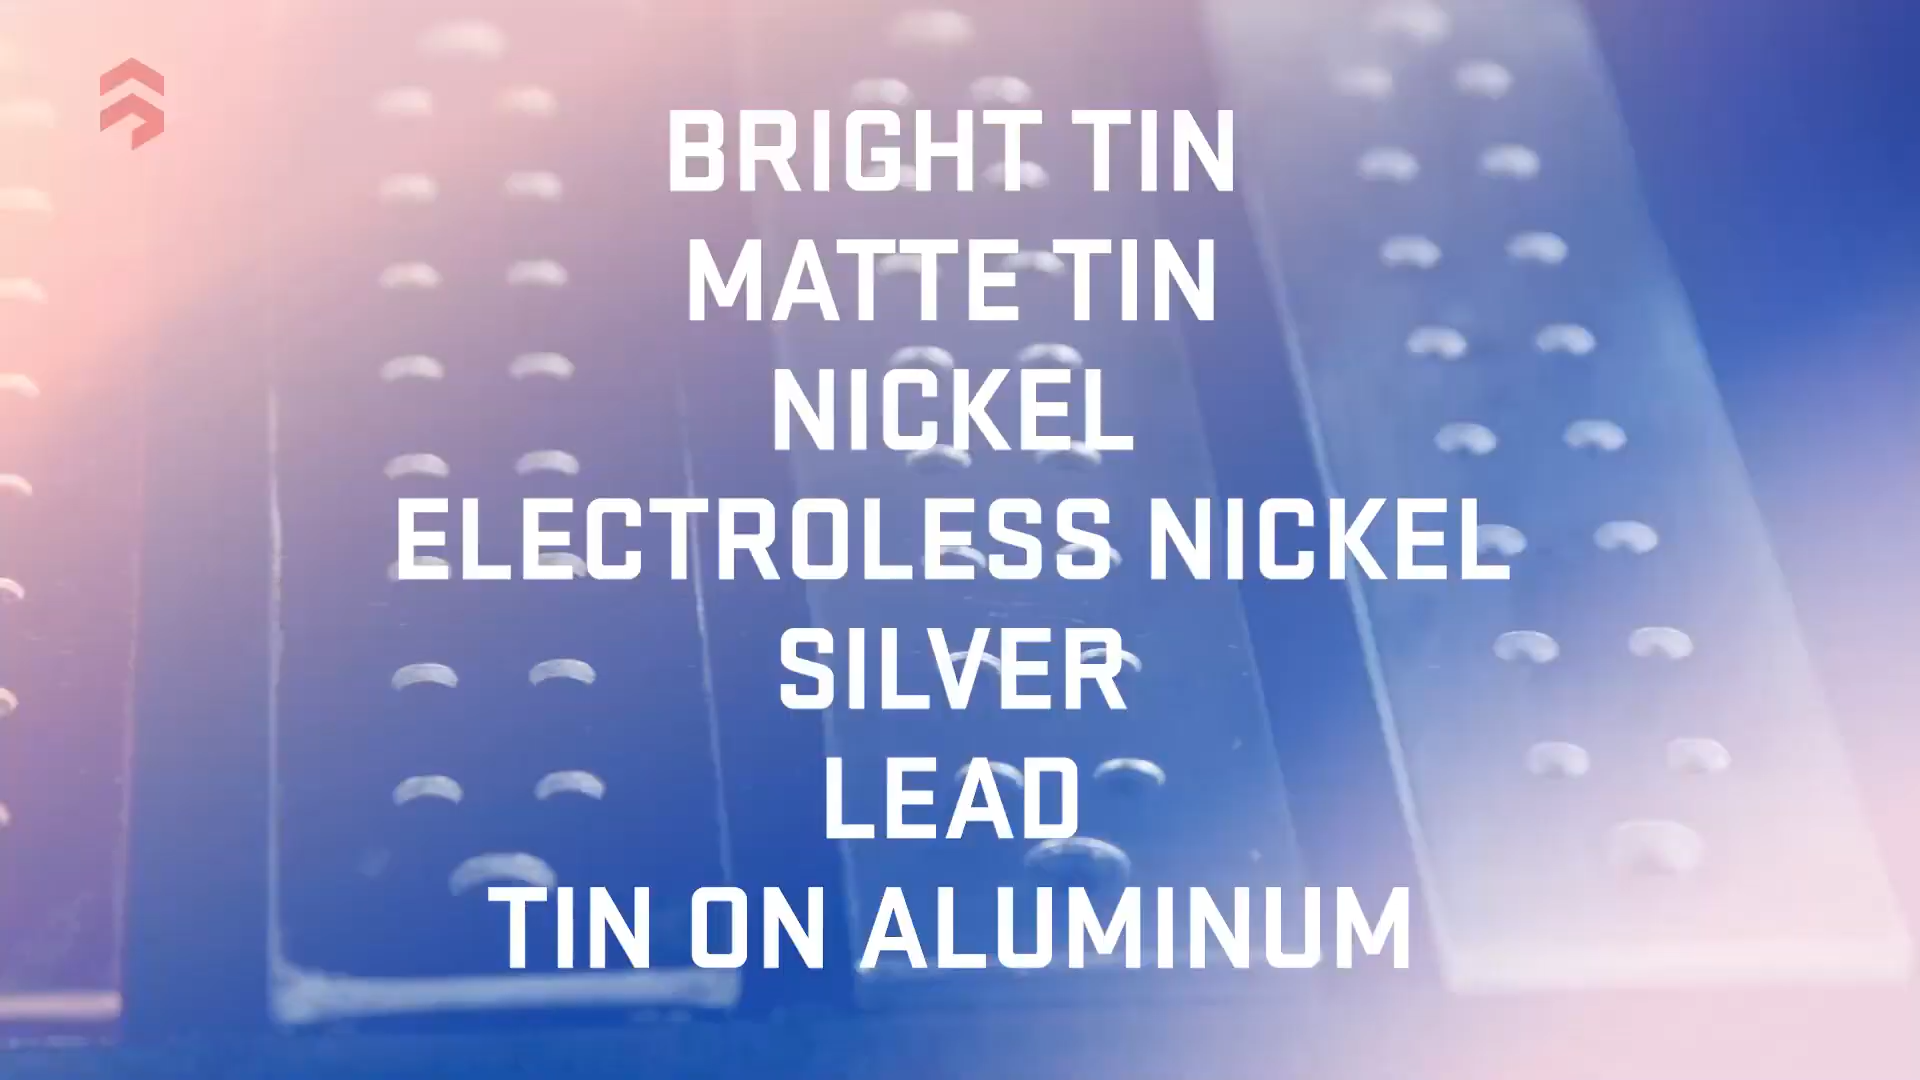 BRIGHT TIN
MATTE TIN
NICKEL
ELECTROLESS NICKEL
SILVER
LEAD
TIN ON ALUMINUM